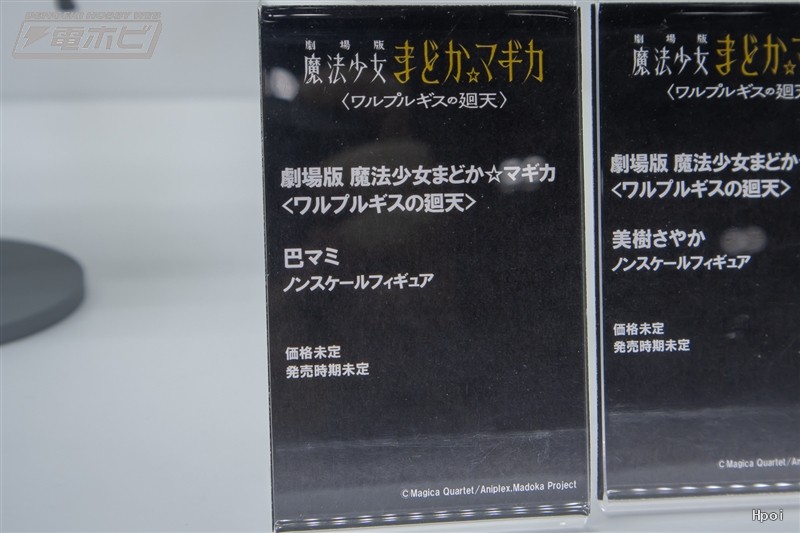 電ホビ
劇場版
魔法少女まどか☆マギカ
〈ワルプルギスの廻天〉
劇場版 魔法少女まどか☆マギカ
〈ワルプルギスの廻天〉
巴マミ
ノンスケールフィギュア
価格未定
発売時期未定
©Magica Quartet/Aniplex.Madoka Project
劇場版
魔法少女まどか☆マ
〈ワルプルギスの廻
劇場版 魔法少女まどか
〈ワルプルギスの廻天〉
美樹さやか
ノンスケールフィギュア
価格未定
発売時期未定
©Magica Quartet/An
Hpoi